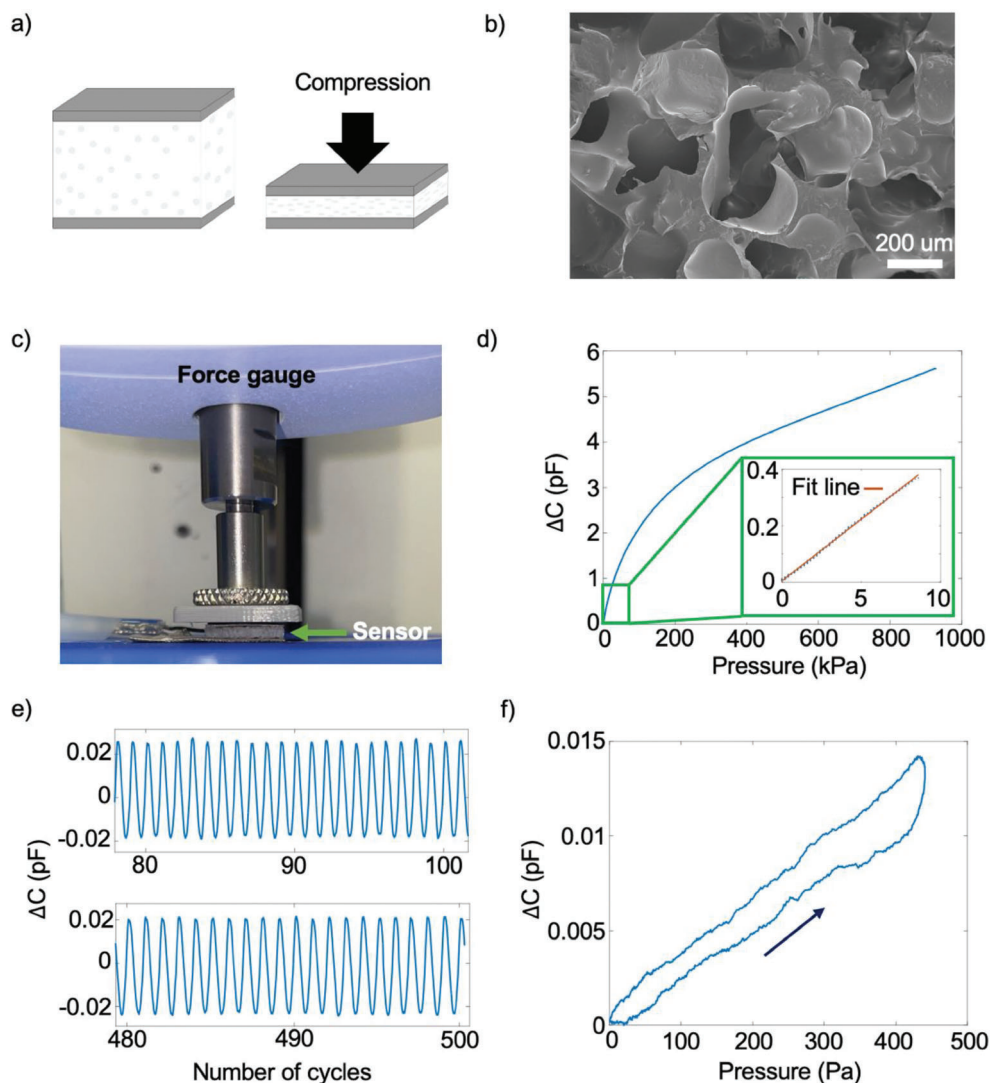 a)
Compression
b)
200 um
c)
Force gauge
Sensor
d)
6
5
4
3
2
1
0
ΔC (pF)
0.4
0.2
0
Fit line
0 5 10
0 200 400 600 800 1000
Pressure (kPa)
e)
0.02
0
-0.02
80 90 100
ΔC (pF)
0.02
0
-0.02
480 490 500
Number of cycles
f)
0.015
0.01
0.005
0
ΔC (pF)
0 100 200 300 400 500
Pressure (Pa)